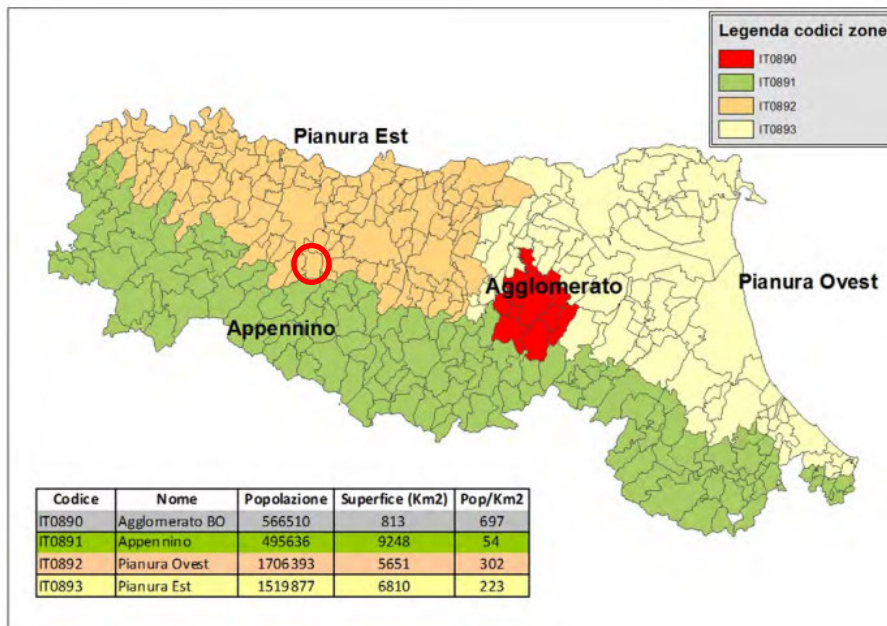 Legenda codici zone
IT0890
IT0891
IT0892
IT0893
Pianura Est
Pianura Ovest
Agglomerato
Appennino
Codice Nome Popolazione Superfice (Km2) Pop/Km2
IT0890 Agglomerato BO 566510 813 697
IT0891 Appennino 495636 9248 54
IT0892 Pianura Ovest 1706393 5651 302
IT0893 Pianura Est 1519877 6810 223